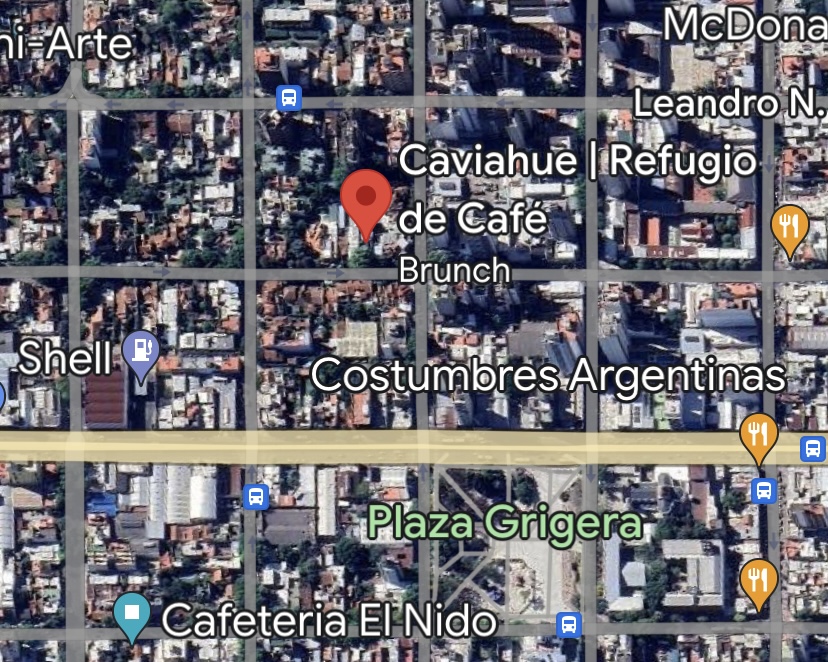 ni-Arte
McDona
Leandro N.
Caviahue | Refugio
de Café
Brunch
Shell
Costumbres Argentinas
Plaza Grigera
Cafeteria El Nido